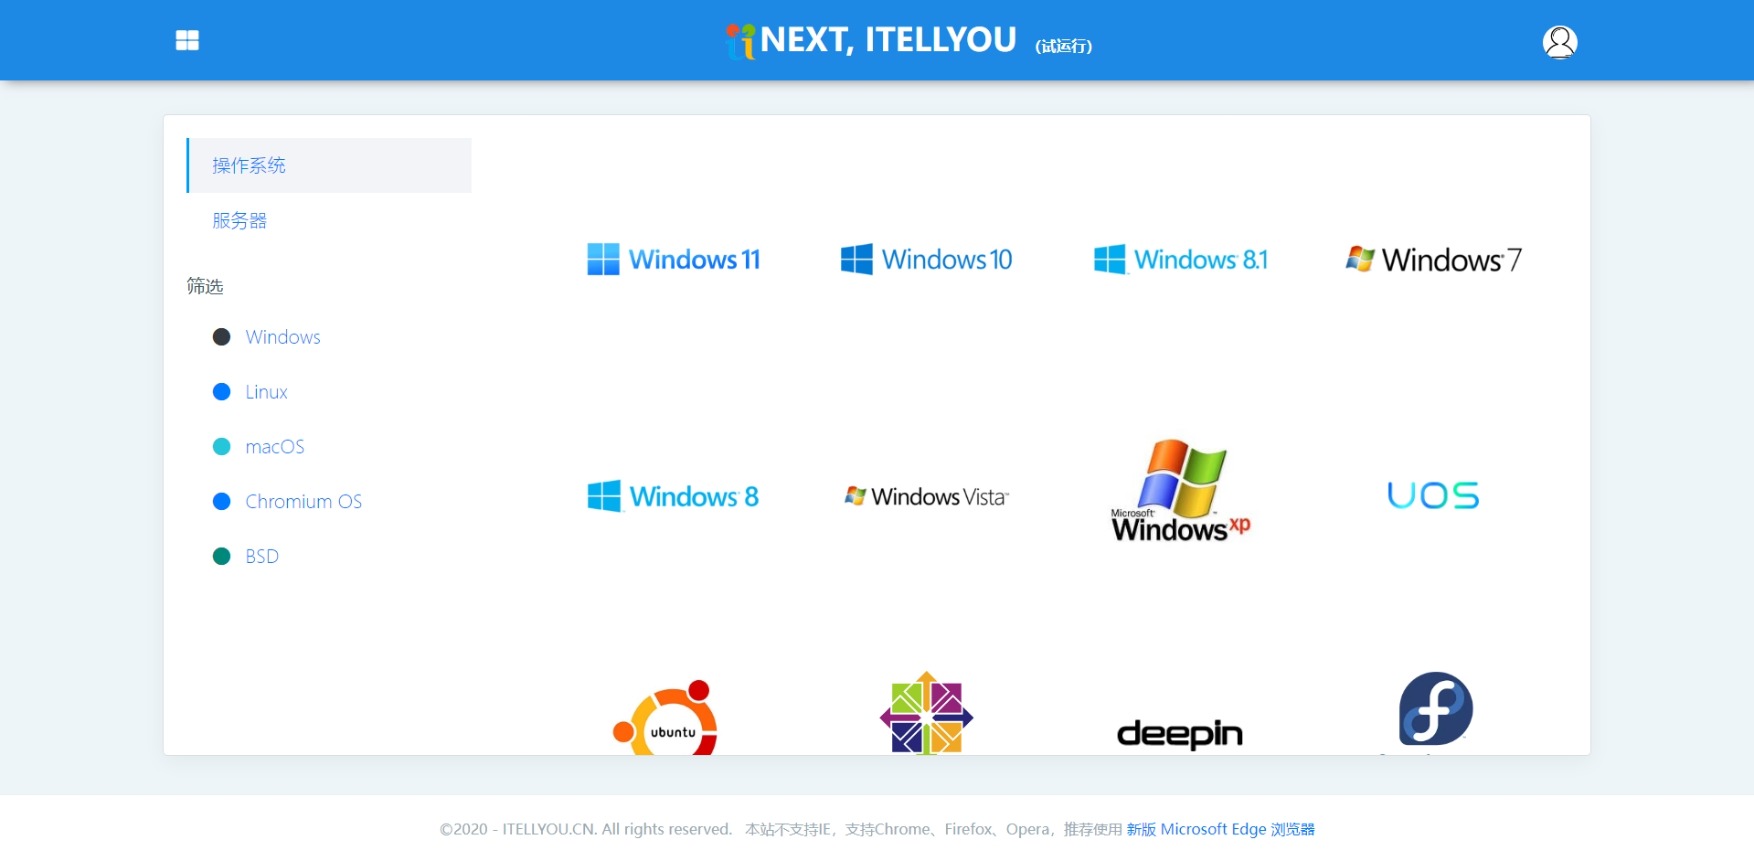 NEXT, ITELLYOU (试运行)
操作系统
服务器
筛选
Windows
Linux
macOS
Chromium OS
BSD
Windows 11
Windows 10
Windows 8.1
Windows 7
Windows 8
Windows Vista
Microsoft
Windows xp
UOS
ubuntu
deepin
©2020 - ITELLYOU.CN. All rights reserved. 本站不支持IE，支持Chrome、Firefox、Opera，推荐使用 新版 Microsoft Edge 浏览器